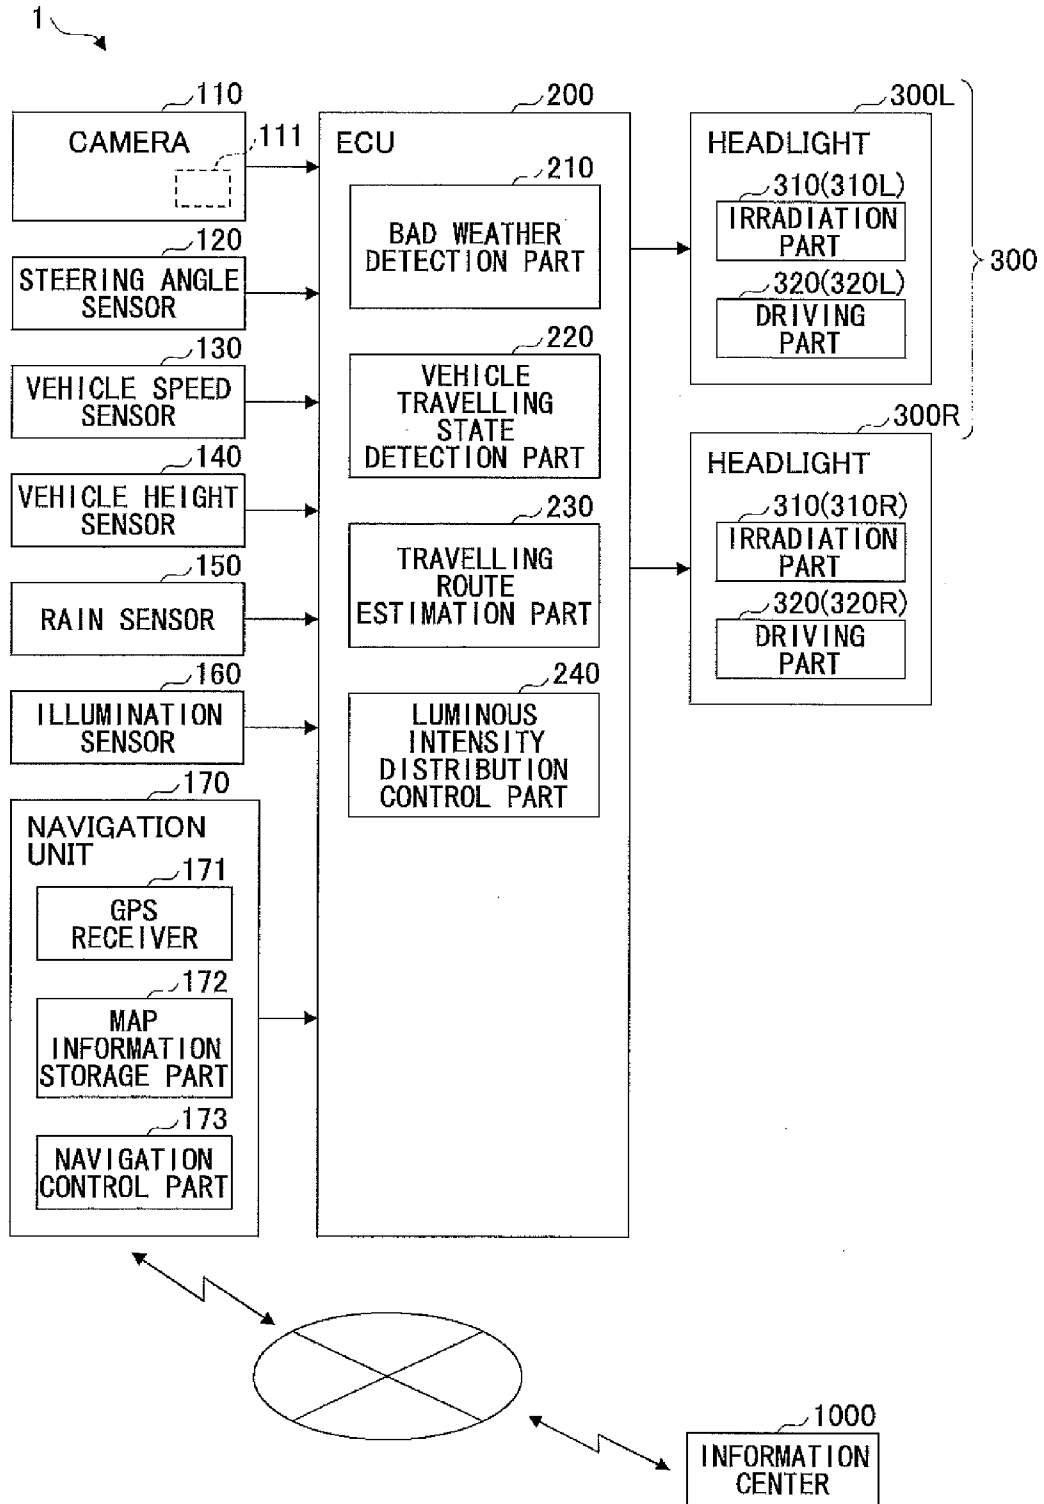 1
110
CAMERA
111
120
STEERING ANGLE
SENSOR
130
VEHICLE SPEED
SENSOR
140
VEHICLE HEIGHT
SENSOR
150
RAIN SENSOR
160
ILLUMINATION
SENSOR
170
NAVIGATION
UNIT
171
GPS
RECEIVER
172
MAP
INFORMATION
STORAGE PART
173
NAVIGATION
CONTROL PART
200
ECU
210
BAD WEATHER
DETECTION PART
220
VEHICLE
TRAVELLING
STATE
DETECTION PART
230
TRAVELLING
ROUTE
ESTIMATION PART
240
LUMINOUS
INTENSITY
DISTRIBUTION
CONTROL PART
300L
HEADLIGHT
310(310L)
IRRADIATION
PART
320(320L)
DRIVING
PART
300
300R
HEADLIGHT
310(310R)
IRRADIATION
PART
320(320R)
DRIVING
PART
1000
INFORMATION
CENTER